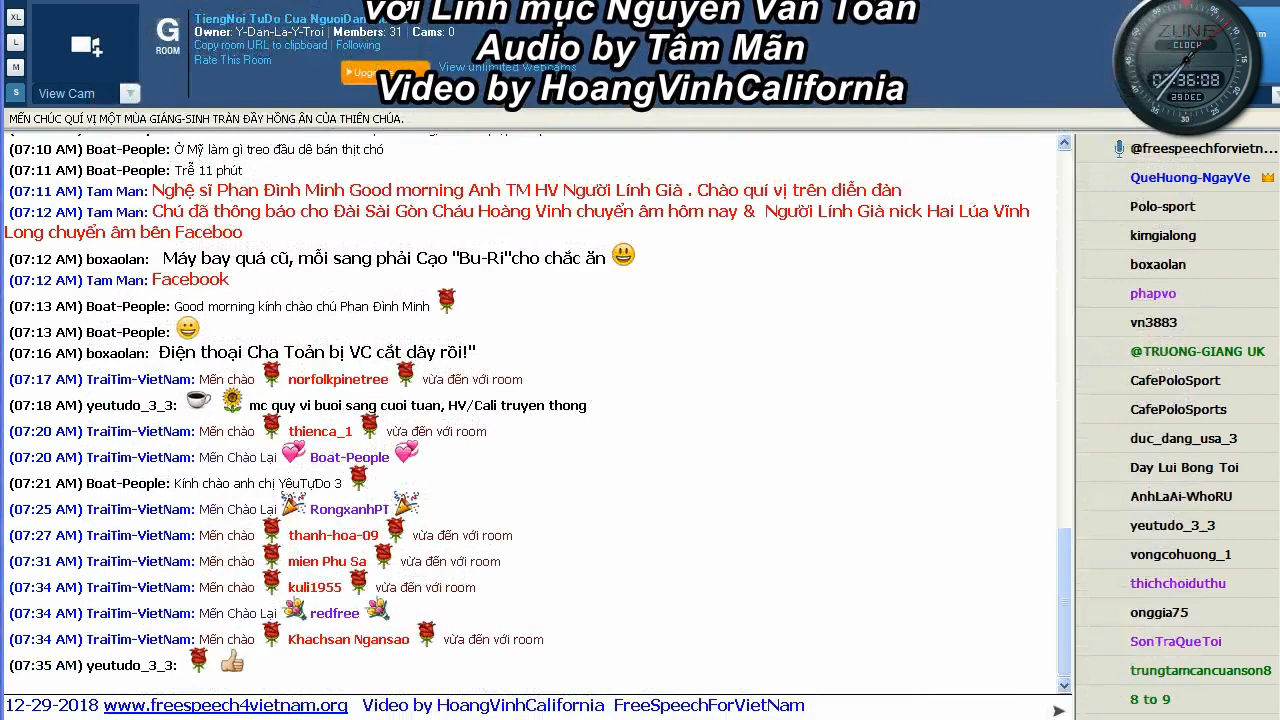 với Linh mục Nguyễn Văn Toản
Audio by Tâm Mãn
Video by HoangVinhCalifornia
XL
L
M
S
View Cam
G
ROOM
TiengNoi TuDo Cua NguoiDan
Owner: Y-Dan-La-Y-Troi | Members: 31 | Cams: 0
Copy room URL to clipboard | Following
Rate This Room
View unlimited Webcams
ZUNE
CLOCK
07:36:08
29 DEC
MẾN CHÚC QUÍ VỊ MỘT MÙA GIÁNG-SINH TRÀN ĐẦY HỒNG ÂN CỦA THIÊN CHÚA.
(07:10 AM) Boat-People: Ở Mỹ làm gì treo đầu dê bán thịt chó
(07:11 AM) Boat-People: Trễ 11 phút
(07:11 AM) Tam Man: Nghệ sĩ Phan Đình Minh Good morning Anh TM HV Người Lính Già . Chào quí vị trên diễn đàn
(07:12 AM) Tam Man: Chú đã thông báo cho Đài Sài Gòn Cháu Hoàng Vinh chuyển âm hôm nay & Người Lính Già nick Hai Lúa Vĩnh
Long chuyển âm bên Faceboo
(07:12 AM) boxaolan: Máy bay quá cũ, mỗi sang phải Cạo "Bu-Ri"cho chắc ăn
(07:12 AM) Tam Man: Facebook
(07:13 AM) Boat-People: Good morning kính chào chú Phan Đình Minh
(07:13 AM) Boat-People:
(07:16 AM) boxaolan: Điện thoại Cha Toản bị VC cắt dây rồi!"
(07:17 AM) TraiTim-VietNam: Mến chào norfolkpinetree vừa đến với room
(07:18 AM) yeutudo_3_3: mc quy vi buoi sang cuoi tuan, HV/Cali truyen thong
(07:20 AM) TraiTim-VietNam: Mến chào thienca_1 vừa đến với room
(07:20 AM) TraiTim-VietNam: Mến Chào Lại Boat-People
(07:21 AM) Boat-People: Kính chào anh chị YêuTựDo 3
(07:25 AM) TraiTim-VietNam: Mến Chào Lại RongxanhPT
(07:27 AM) TraiTim-VietNam: Mến chào thanh-hoa-09 vừa đến với room
(07:31 AM) TraiTim-VietNam: Mến chào mien Phu Sa vừa đến với room
(07:34 AM) TraiTim-VietNam: Mến chào kuli1955 vừa đến với room
(07:34 AM) TraiTim-VietNam: Mến Chào Lại redfree
(07:34 AM) TraiTim-VietNam: Mến chào Khachsan Ngansao vừa đến với room
(07:35 AM) yeutudo_3_3:
12-29-2018 www.freespeech4vietnam.org Video by HoangVinhCalifornia FreeSpeechForVietNam
@freespeechforvietn...
QueHuong-NgayVe
Polo-sport
kimgialong
boxaolan
phapvo
vn3883
@TRUONG-GIANG UK
CafePoloSport
CafePoloSports
duc_dang_usa_3
Day Lui Bong Toi
AnhLaAi-WhoRU
yeutudo_3_3
vongcohuong_1
thichchoiduthu
onggia75
SonTraQueToi
trungtamcancuanson8
8 to 9